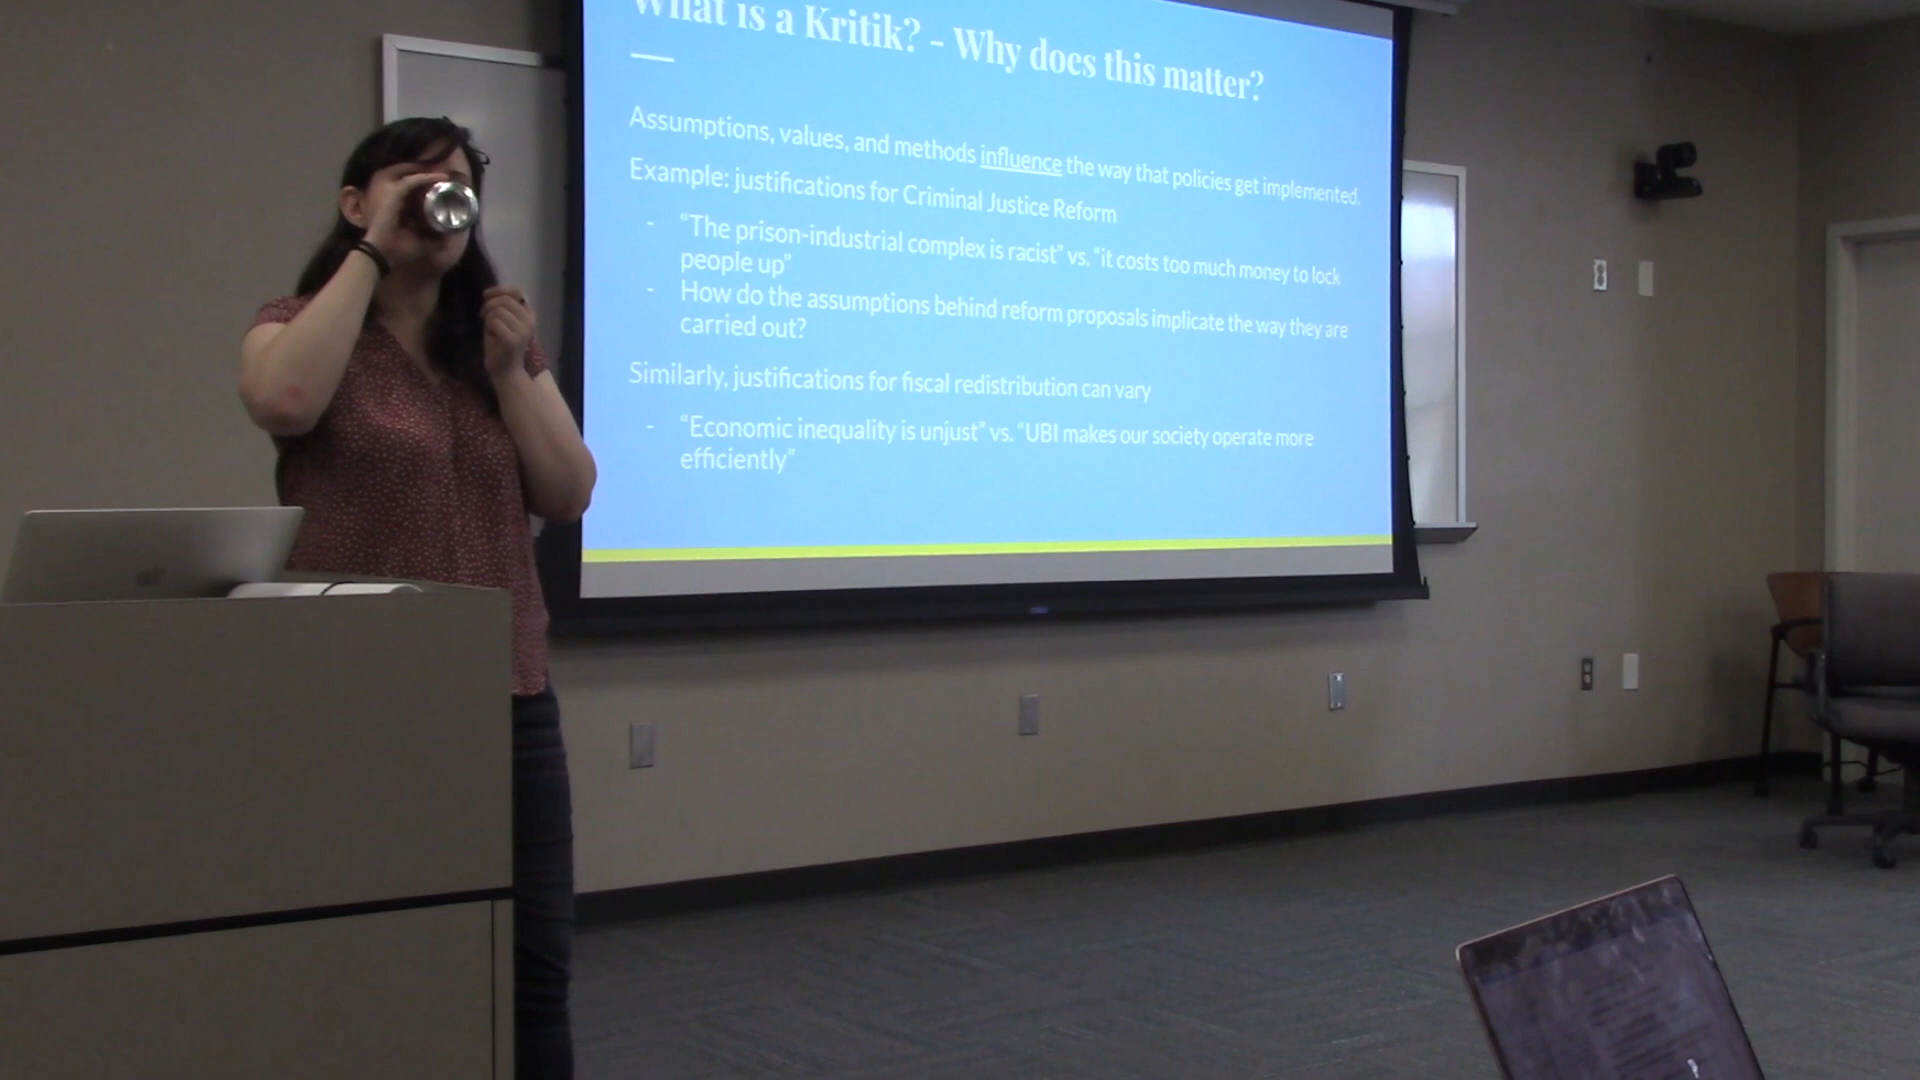 What is a Kritik? - Why does this matter?
Assumptions, values, and methods influence the way that policies get implemented.
Example: justifications for Criminal Justice Reform
- “The prison-industrial complex is racist” vs. “it costs too much money to lock
people up”
- How do the assumptions behind reform proposals implicate the way they are
carried out?
Similarly, justifications for fiscal redistribution can vary
- “Economic inequality is unjust” vs. “UBI makes our society operate more
efficiently”